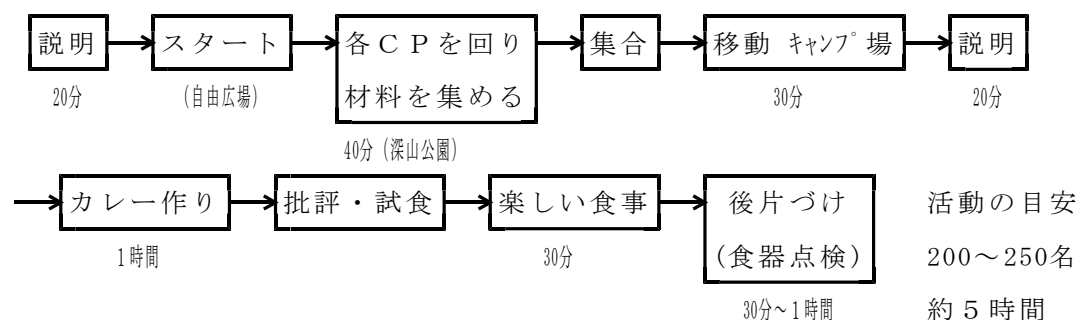 説明 スタート 各ＣＰを回り 集合 移動 ｷｬﾝﾌﾟ場 説明
材料を集める
20分 (自由広場) 30分 20分
40分 (深山公園)
カレー作り 批評・試食 楽しい食事 後片づけ 活動の目安
1時間 30分 (食器点検) 200～250名
30分～1時間 約５時間